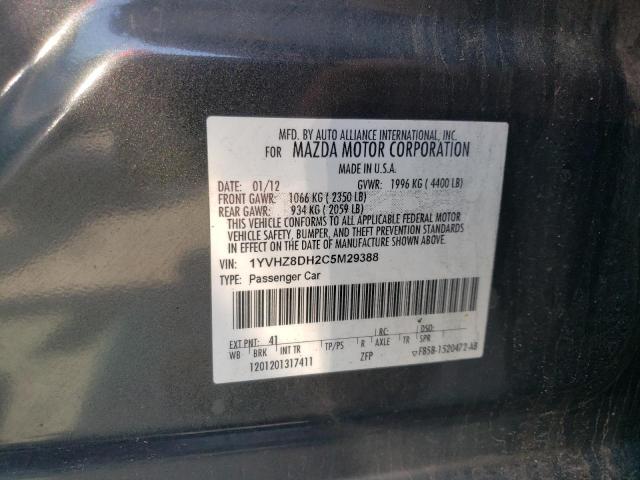 MFD. BY AUTO ALLIANCE INTERNATIONAL, INC.
FOR MAZDA MOTOR CORPORATION
MADE IN U.S.A.
DATE: 01/12 GVWR: 1996 KG ( 4400 LB)
FRONT GAWR: 1066 KG ( 2350 LB)
REAR GAWR: 934 KG ( 2059 LB)
THIS VEHICLE CONFORMS TO ALL APPLICABLE FEDERAL MOTOR
VEHICLE SAFETY, BUMPER, AND THEFT PREVENTION STANDARDS
IN EFFECT ON THE DATE OF MANUFACTURE SHOWN ABOVE.
VIN: 1YVHZ8DH2C5M29388
TYPE: Passenger Car
EXT PNT: 41 RC: DSO:
WB BRK INT TR TP/PS R AXLE TR SPR
1201201317411 ZFP F85B-1520472-AB